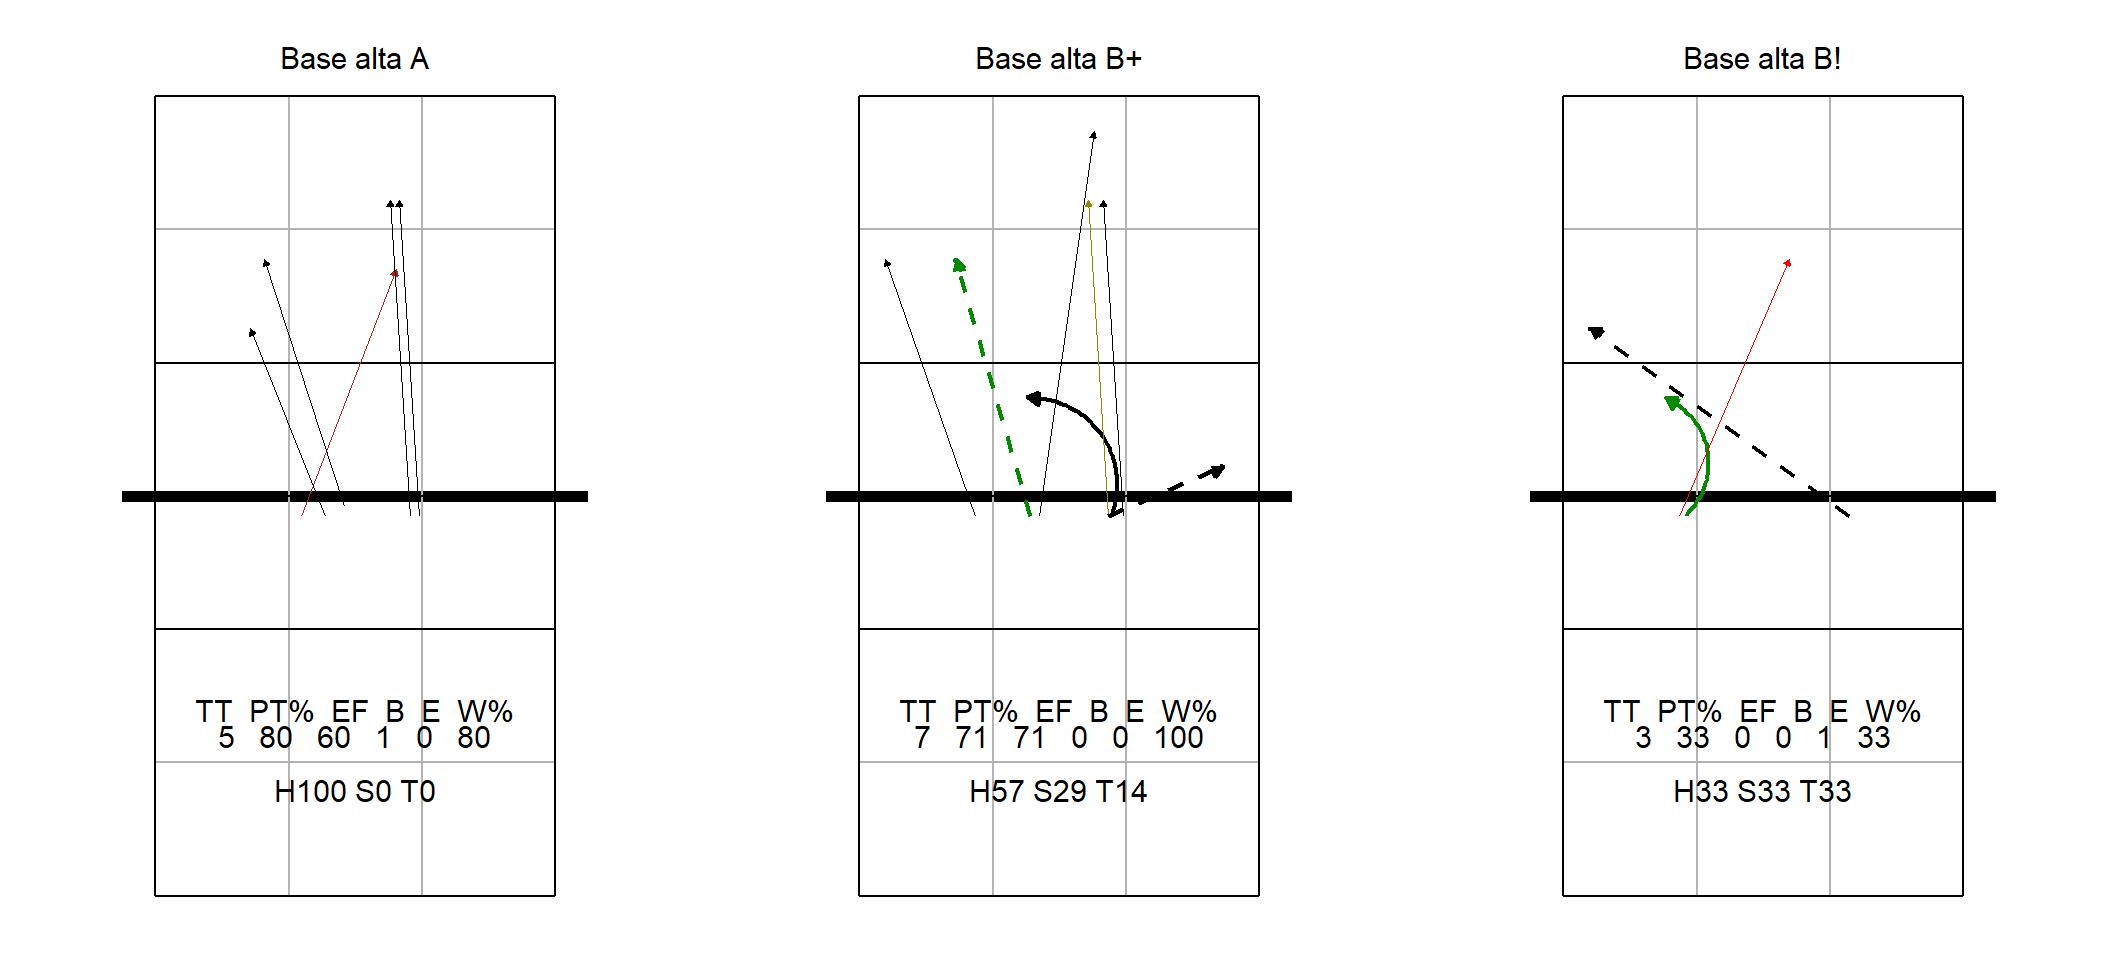 Base alta A
TT PT% EF B E W%
5 80 60 1 0 80
H100 S0 T0
Base alta B+
TT PT% EF B E W%
7 71 71 0 0 100
H57 S29 T14
Base alta B!
TT PT% EF B E W%
3 33 0 0 1 33
H33 S33 T33